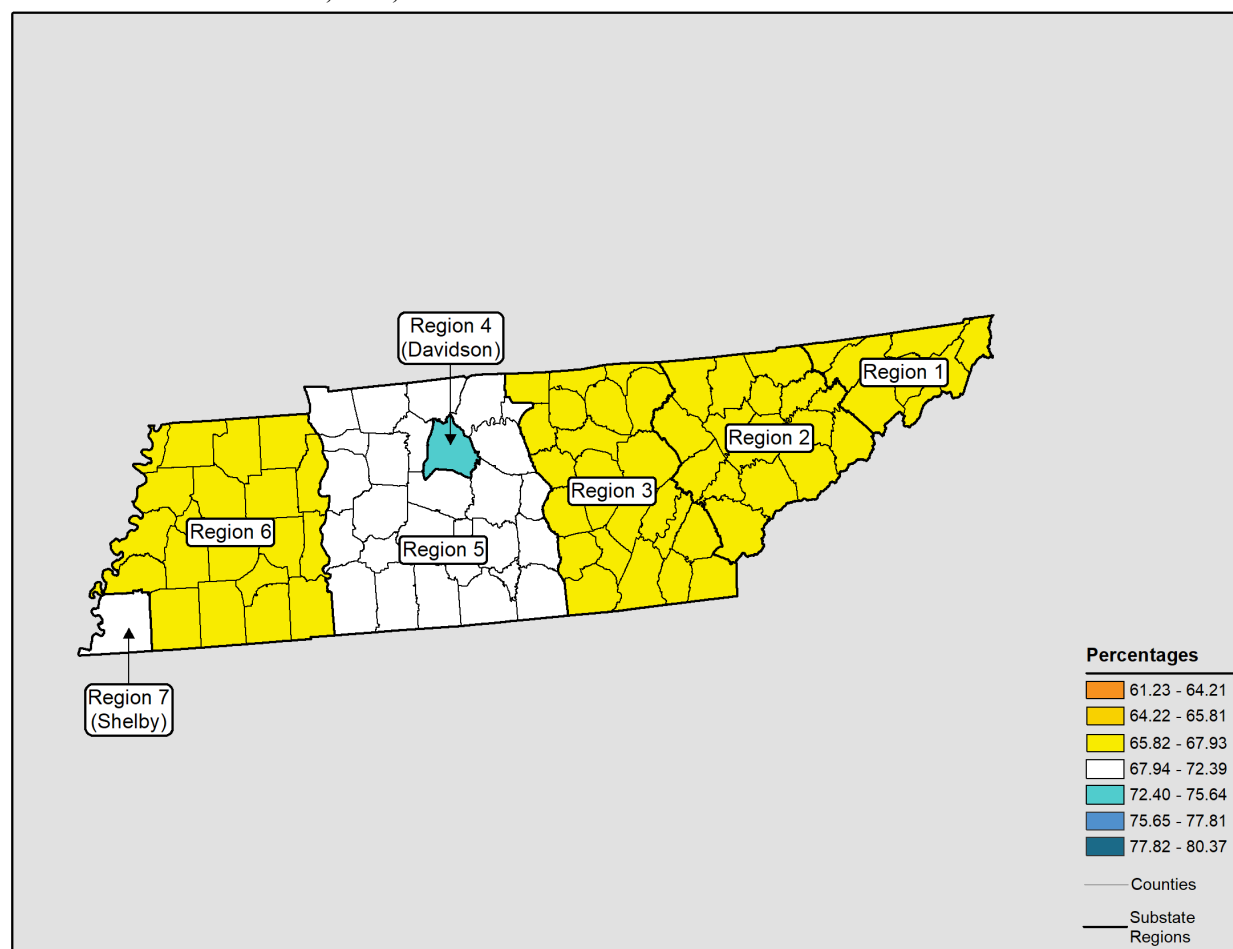 Region 4
(Davidson)
Region 1
Region 2
Region 3
Region 6
Region 5
Region 7
(Shelby)
Percentages
61.23 - 64.21
64.22 - 65.81
65.82 - 67.93
67.94 - 72.39
72.40 - 75.64
75.65 - 77.81
77.82 - 80.37
Counties
Substate
Regions